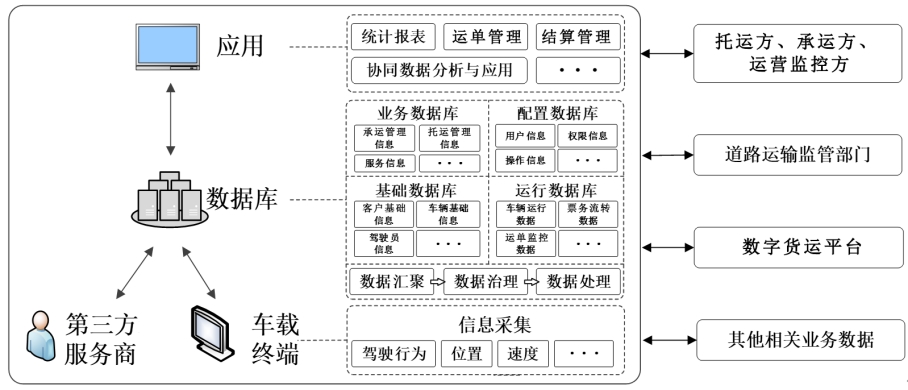 应用
统计报表
运单管理
结算管理
协同数据分析与应用
···
托运方、承运方、
运营监控方
业务数据库
承运管理
信息
托运管理
信息
服务信息
···
配置数据库
用户信息
权限信息
操作信息
···
道路运输监管部门
数据库
基础数据库
客户基础
信息
车辆基础
信息
驾驶员
信息
···
运行数据库
车辆运行
数据
票务流转
数据
运单监控
数据
···
数字货运平台
数据汇聚
数据治理
数据处理
第三方
服务商
车载
终端
信息采集
驾驶行为
位置
速度
···
其他相关业务数据